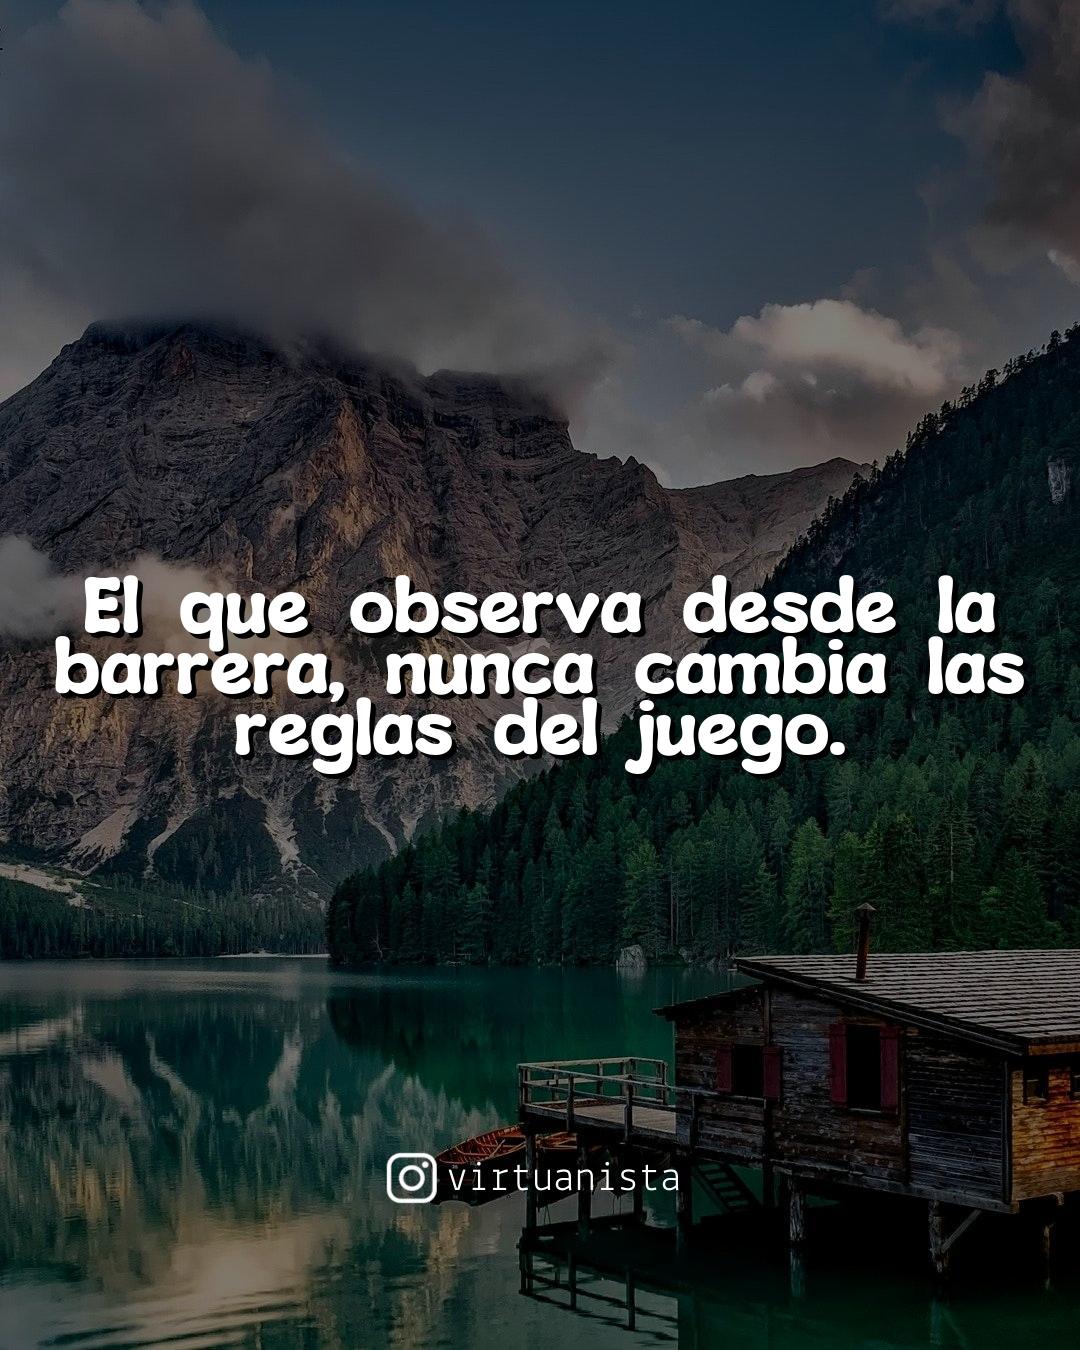 El que observa desde la
barrera, nunca cambia las
reglas del juego.
virtuanista